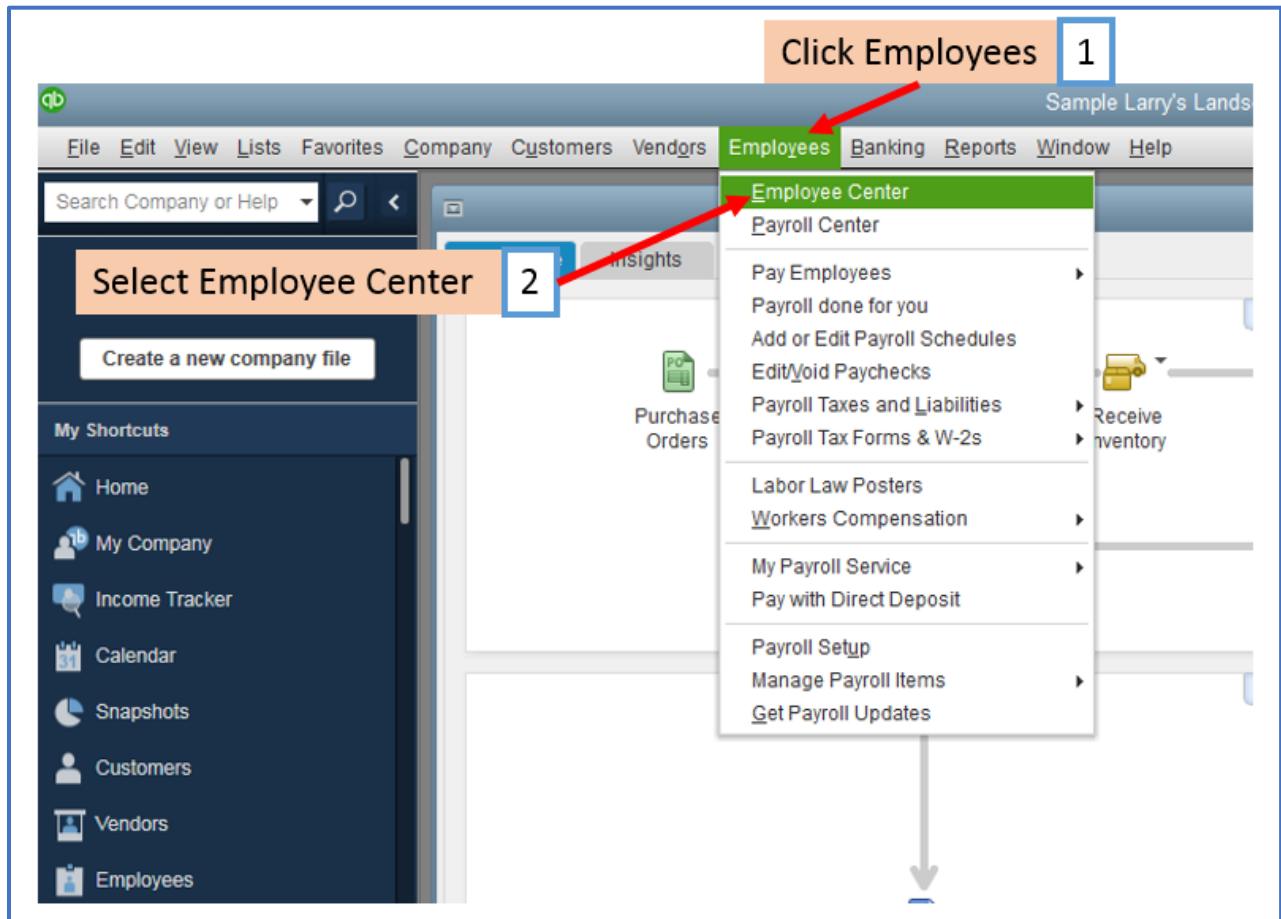 Click Employees 1
qb
Sample Larry's Lands
File Edit View Lists Favorites Company Customers Vendors Employees Banking Reports Window Help
Search Company or Help
Employee Center
Payroll Center
Insights
Select Employee Center 2
Pay Employees
Payroll done for you
Add or Edit Payroll Schedules
Edit/Void Paychecks
Payroll Taxes and Liabilities
Payroll Tax Forms & W-2s
Labor Law Posters
Workers Compensation
My Payroll Service
Pay with Direct Deposit
Payroll Setup
Manage Payroll Items
Get Payroll Updates
Create a new company file
PO
Purchase
Orders
Receive
nventory
My Shortcuts
Home
My Company
Income Tracker
31
Calendar
Snapshots
Customers
Vendors
Employees